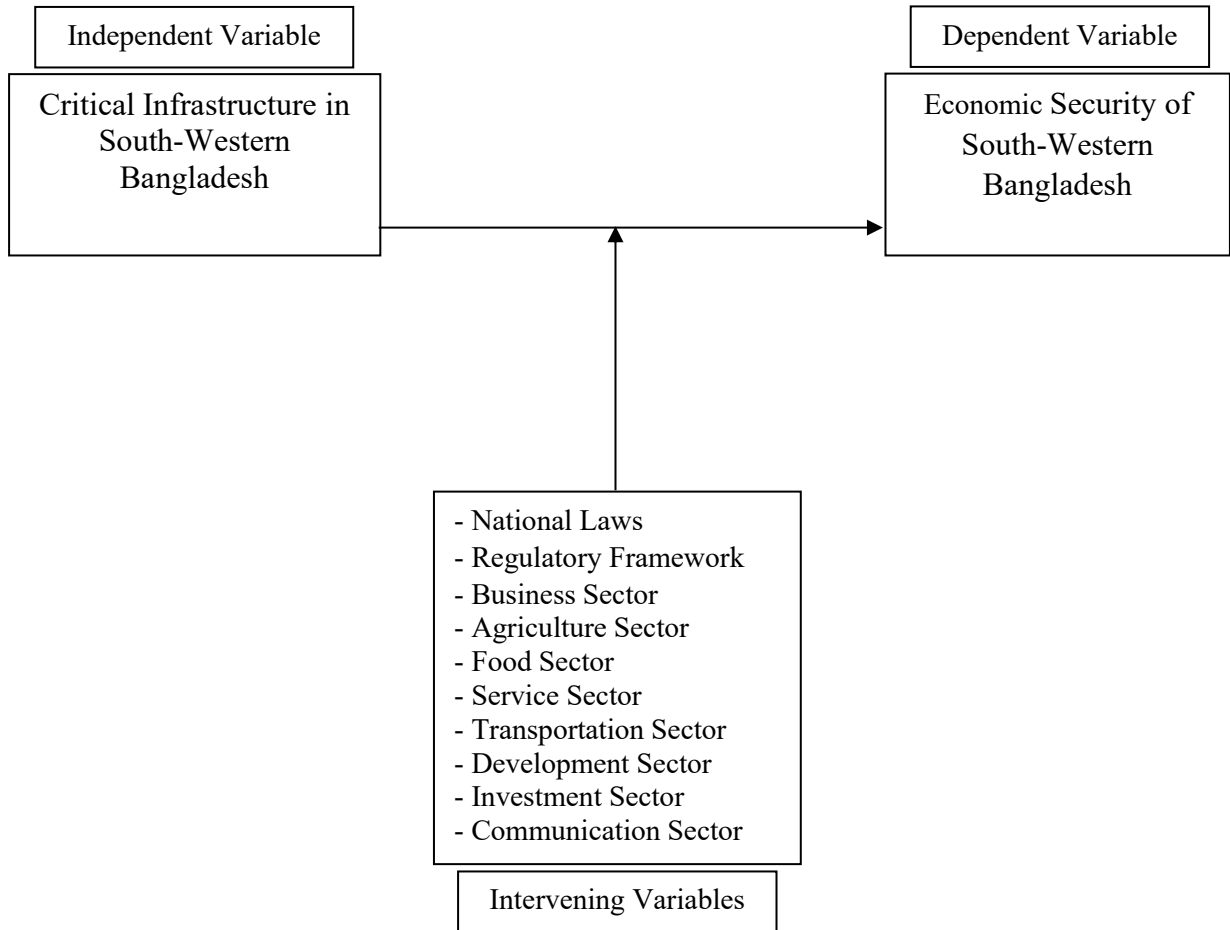 Independent Variable
Critical Infrastructure in
South-Western
Bangladesh
Dependent Variable
Economic Security of
South-Western
Bangladesh
- National Laws
- Regulatory Framework
- Business Sector
- Agriculture Sector
- Food Sector
- Service Sector
- Transportation Sector
- Development Sector
- Investment Sector
- Communication Sector
Intervening Variables